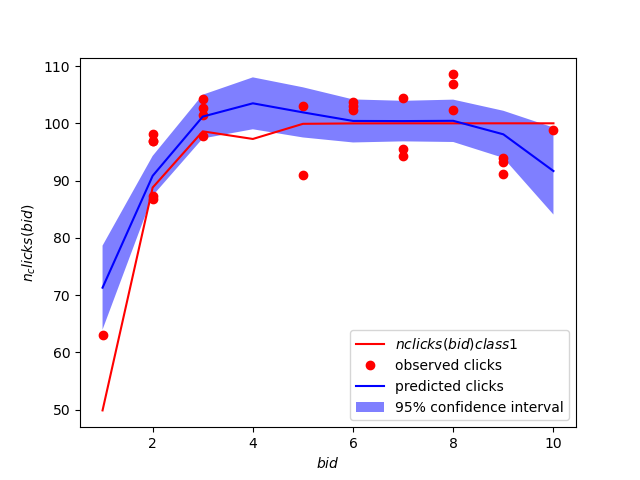 110
100
90
80
70
60
50
n_clicks(bid)
nclicks(bid)class1
observed clicks
predicted clicks
95% confidence interval
2
4
6
8
10
bid